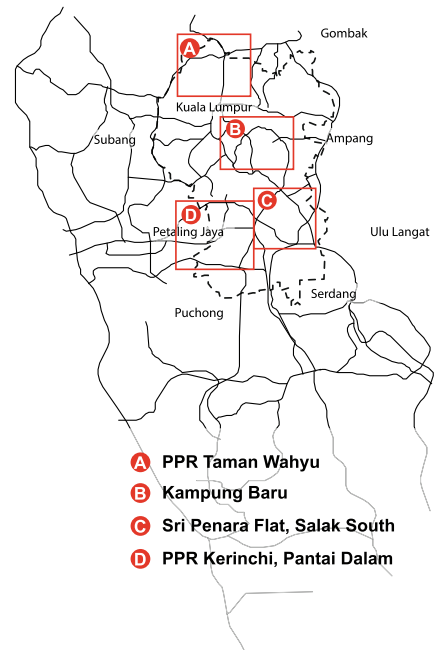 Gombak
A
Kuala Lumpur
B
Subang
Ampang
C
D
Petaling Jaya
Ulu Langat
Serdang
Puchong
A PPR Taman Wahyu
B Kampung Baru
C Sri Penara Flat, Salak South
D PPR Kerinchi, Pantai Dalam